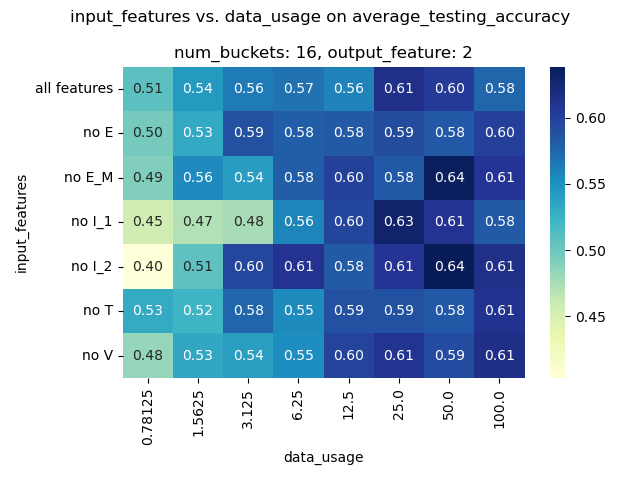 input_features vs. data_usage on average_testing_accuracy
num_buckets: 16, output_feature: 2
input_features
all features 0.51 0.54 0.56 0.57 0.56 0.61 0.60 0.58
no E 0.50 0.53 0.59 0.58 0.58 0.59 0.58 0.60
no E_M 0.49 0.56 0.54 0.58 0.60 0.58 0.64 0.61
no I_1 0.45 0.47 0.48 0.56 0.60 0.63 0.61 0.58
no I_2 0.40 0.51 0.60 0.61 0.58 0.61 0.64 0.61
no T 0.53 0.52 0.58 0.55 0.59 0.59 0.58 0.61
no V 0.48 0.53 0.54 0.55 0.60 0.61 0.59 0.61
0.78125 1.5625 3.125 6.25 12.5 25.0 50.0 100.0
data_usage
0.60
0.55
0.50
0.45